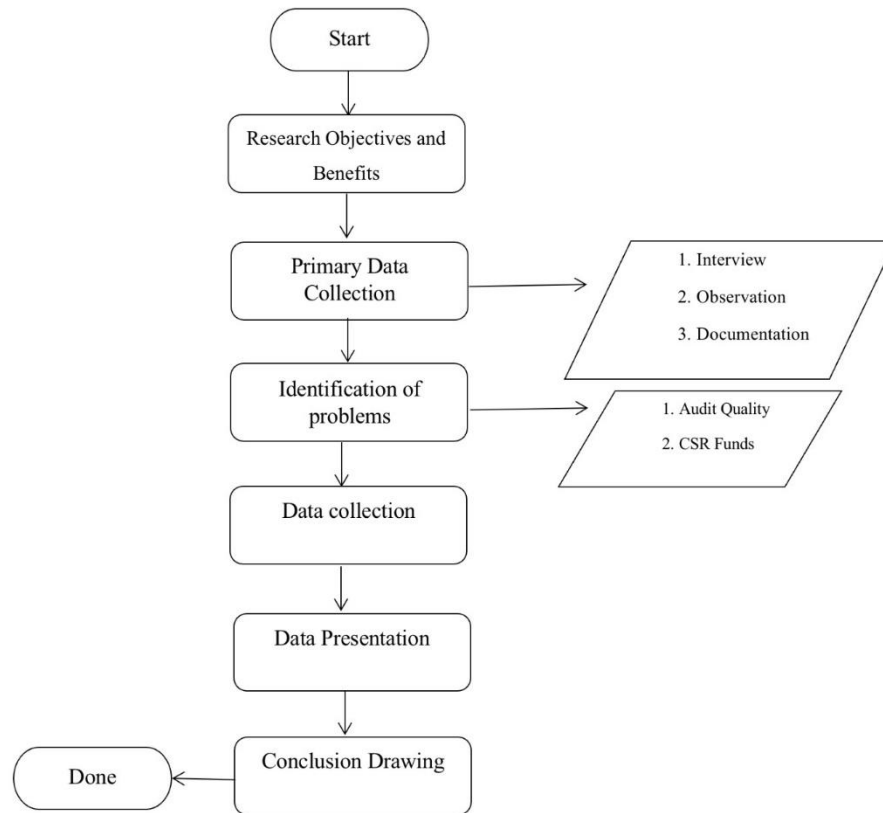 Start
Research Objectives and
Benefits
Primary Data
Collection
1. Interview
2. Observation
3. Documentation
Identification of
problems
1. Audit Quality
2. CSR Funds
Data collection
Data Presentation
Conclusion Drawing
Done